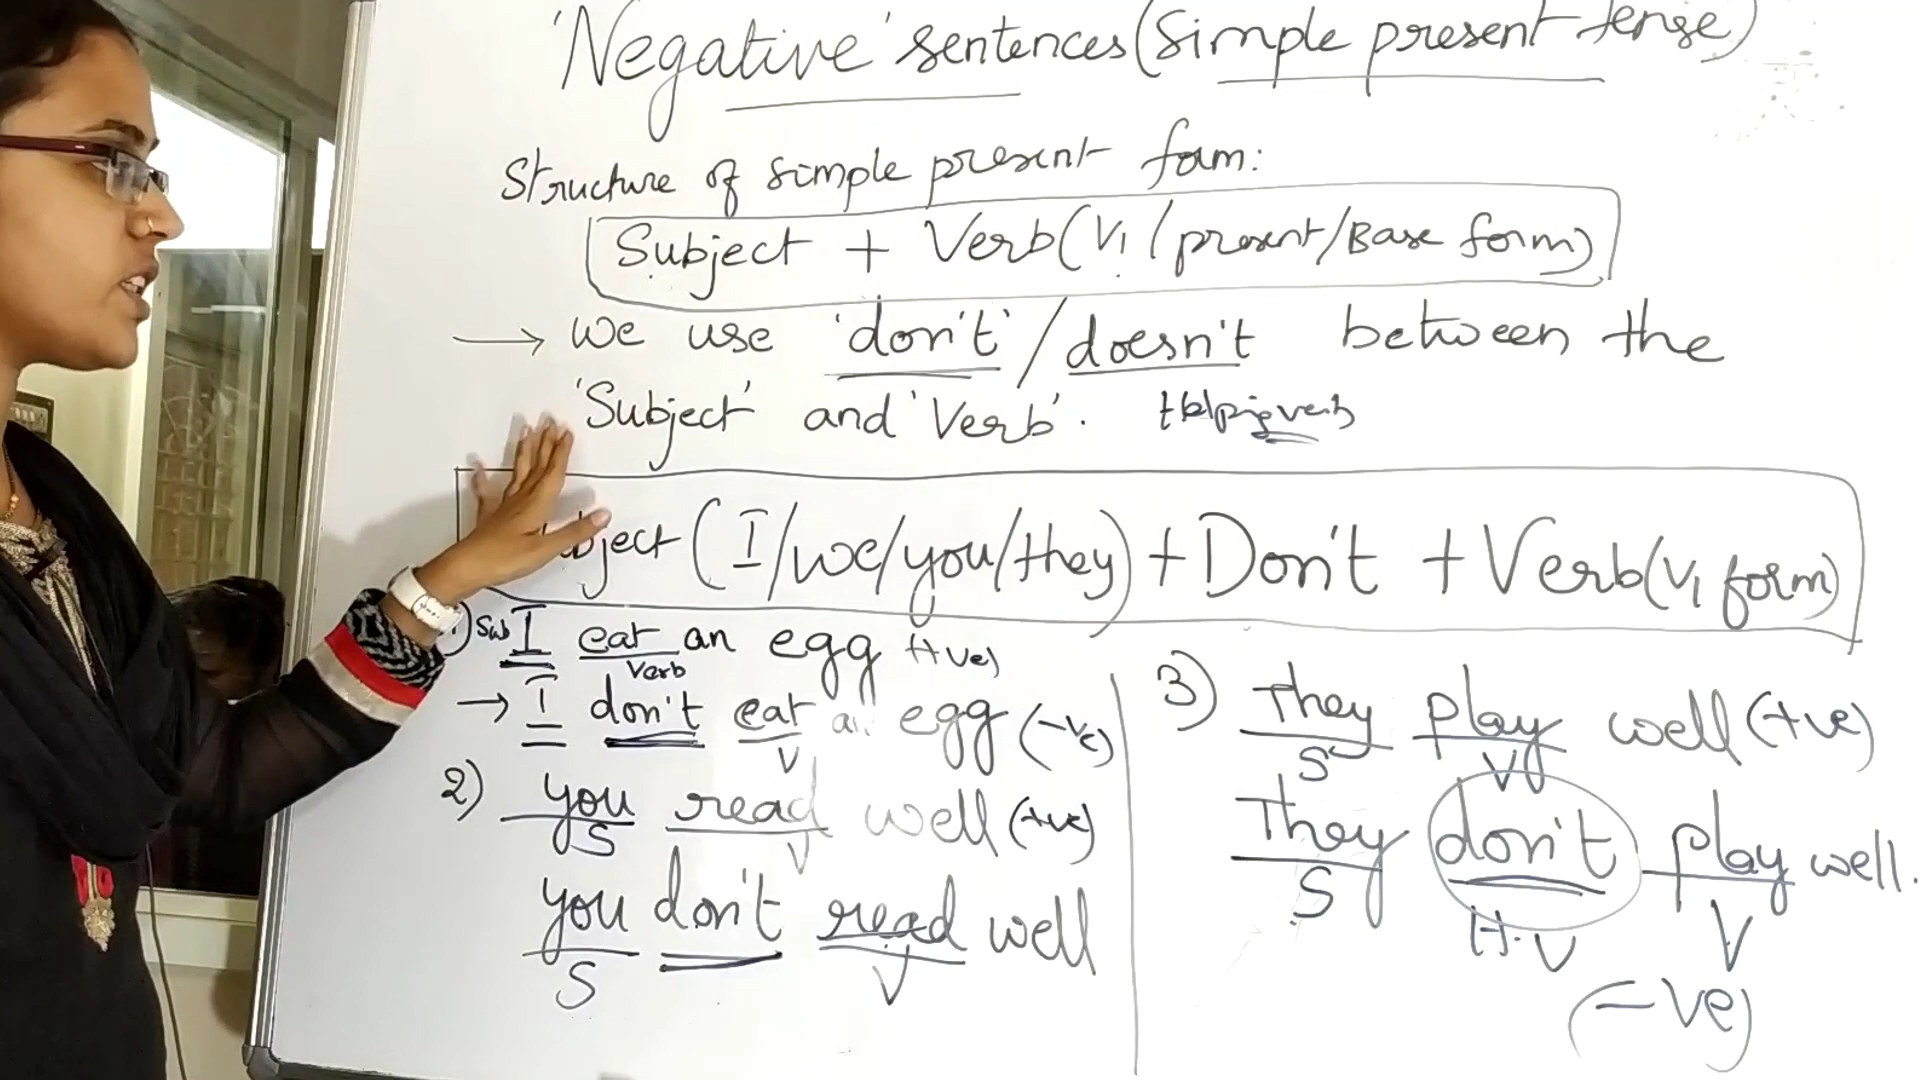 'Negative' sentences (Simple present tense)
Structure of simple present form:
Subject + Verb (V1 / present / Base form)
→ We use 'don't' / doesn't between the
'Subject' and 'Verb'. Helping verb
bject (I/we/you/they) + Don't + Verb (V1 form)
1) Sub I eat an egg (+ve)
Verb
→ I don't eat an egg (-ve)
V
2) you read well (+ve)
S V
you don't read well
S V
3) They play well (+ve)
S V
They don't play well.
S H.V V
(-ve)